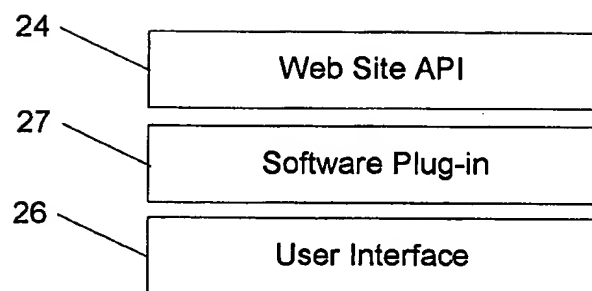 24 Web Site API
27 Software Plug-in
26 User Interface